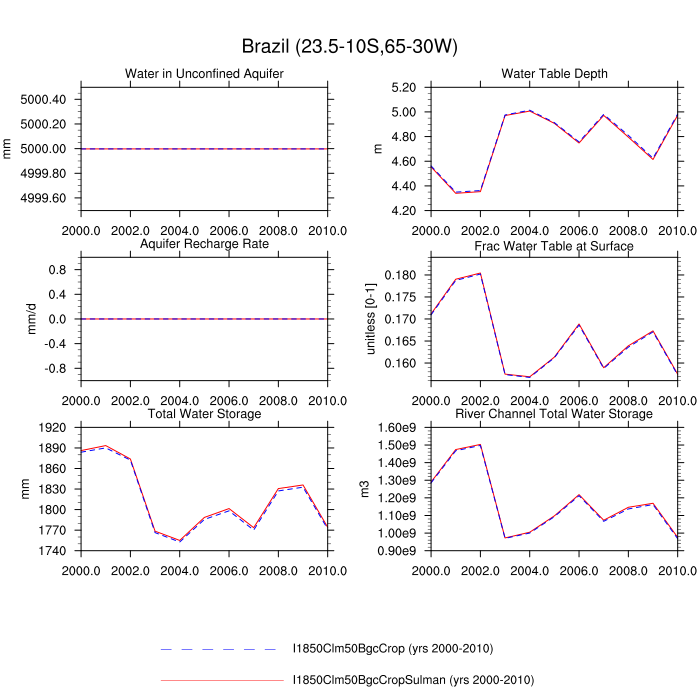 Brazil (23.5-10S,65-30W)
Water in Unconfined Aquifer
5000.40
5000.20
5000.00
4999.80
4999.60
mm
2000.0 2002.0 2004.0 2006.0 2008.0 2010.0
Water Table Depth
5.20
5.00
4.80
4.60
4.40
4.20
m
2000.0 2002.0 2004.0 2006.0 2008.0 2010.0
Aquifer Recharge Rate
0.8
0.4
0.0
-0.4
-0.8
mm/d
2000.0 2002.0 2004.0 2006.0 2008.0 2010.0
Frac Water Table at Surface
0.180
0.175
0.170
0.165
0.160
unitless [0-1]
2000.0 2002.0 2004.0 2006.0 2008.0 2010.0
Total Water Storage
1920
1890
1860
1830
1800
1770
1740
mm
2000.0 2002.0 2004.0 2006.0 2008.0 2010.0
River Channel Total Water Storage
1.60e9
1.50e9
1.40e9
1.30e9
1.20e9
1.10e9
1.00e9
0.90e9
m3
2000.0 2002.0 2004.0 2006.0 2008.0 2010.0
I1850Clm50BgcCrop (yrs 2000-2010)
I1850Clm50BgcCropSulman (yrs 2000-2010)